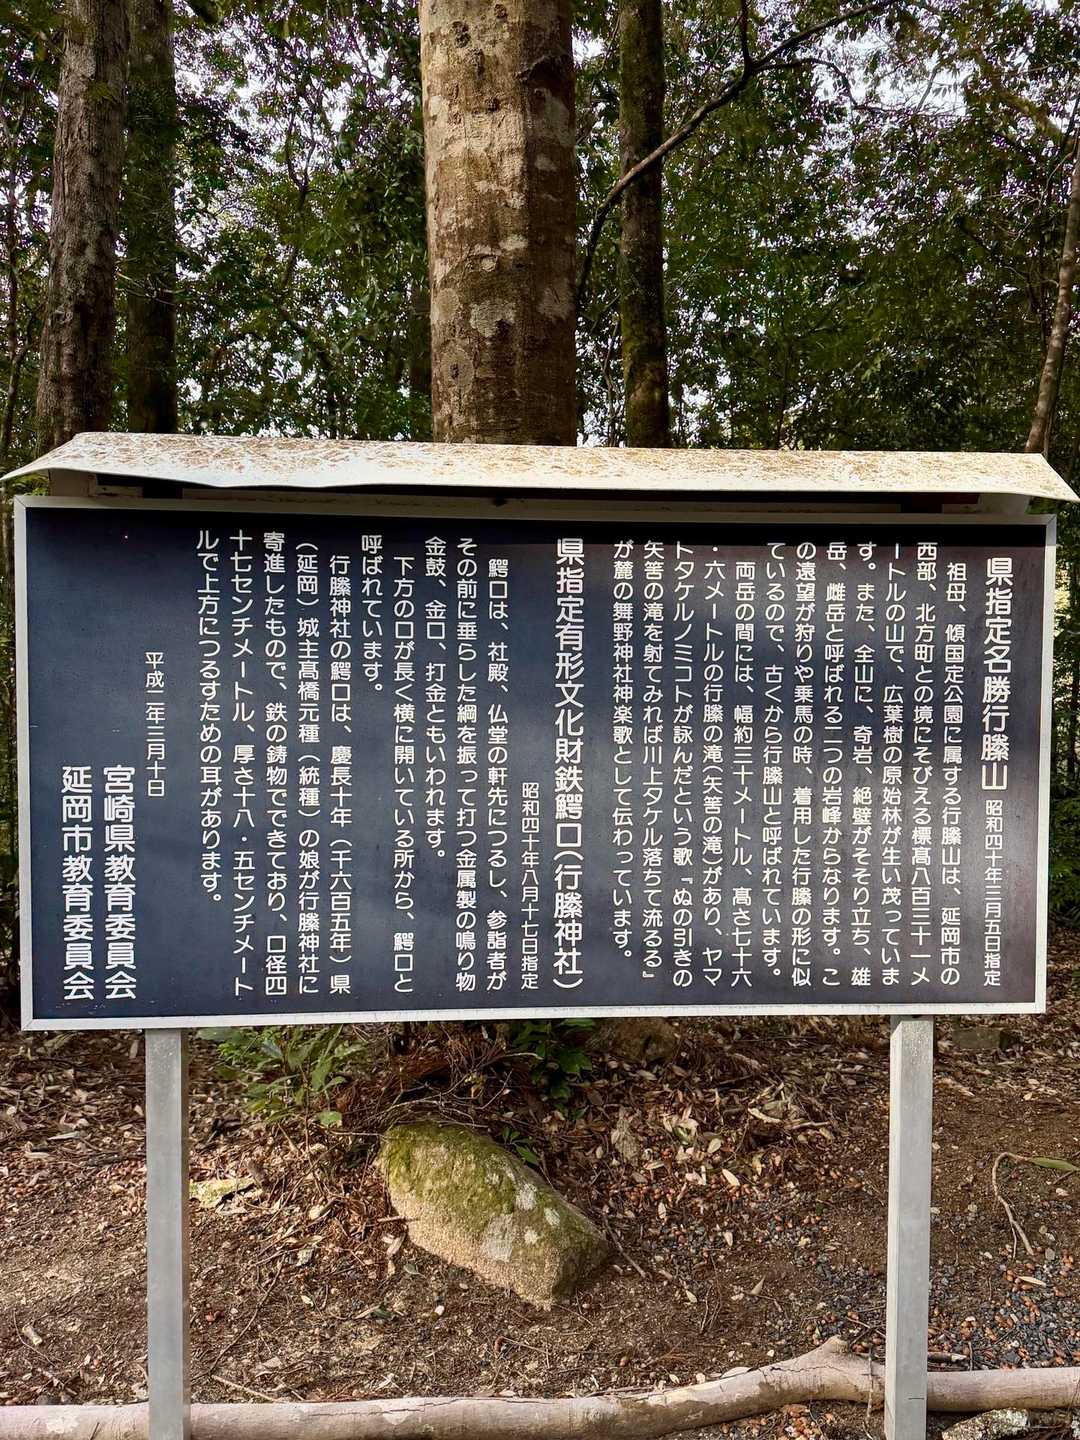 県指定名勝行縢山 昭和四十年三月五日指定
祖母、傾国定公園に属する行縢山は、延岡市の
西部、北方町との境にそびえる標高八百三十一メ
ートルの山で、広葉樹の原始林が生い茂っていま
す。また、全山に、奇岩、絶壁がそそり立ち、雄
岳、雌岳と呼ばれる二つの岩峰からなります。こ
の遠望が狩りや乗馬の時、着用した行縢の形に似
ているので、古くから行縢山と呼ばれています。
両岳の間には、幅約三十メートル、高さ七十六
・六メートルの行縢の滝(矢筈の滝)があり、ヤマ
トタケルノミコトが詠んだという歌『ぬの引きの
矢筈の滝を射てみれば川上タケル落ちて流るる』
が麓の舞野神社神楽歌として伝わっています。
県指定有形文化財鉄鰐口(行縢神社)
昭和四十年八月十七日指定
鰐口は、社殿、仏堂の軒先につるし、参詣者が
その前に垂らした綱を振って打つ金属製の鳴り物
金鼓、金口、打金ともいわれます。
下方の口が長く横に開いている所から、鰐口と
呼ばれています。
行縢神社の鰐口は、慶長十年(千六百五年)県
(延岡)城主髙橋元種(統種)の娘が行縢神社に
寄進したもので、鉄の鋳物でできており、口径四
十七センチメートル、厚さ十八・五センチメート
ルで上方につるすための耳があります。
平成二年三月十日
宮崎県教育委員会
延岡市教育委員会